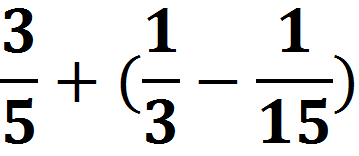 3/5 + (1/3 − 1/15)